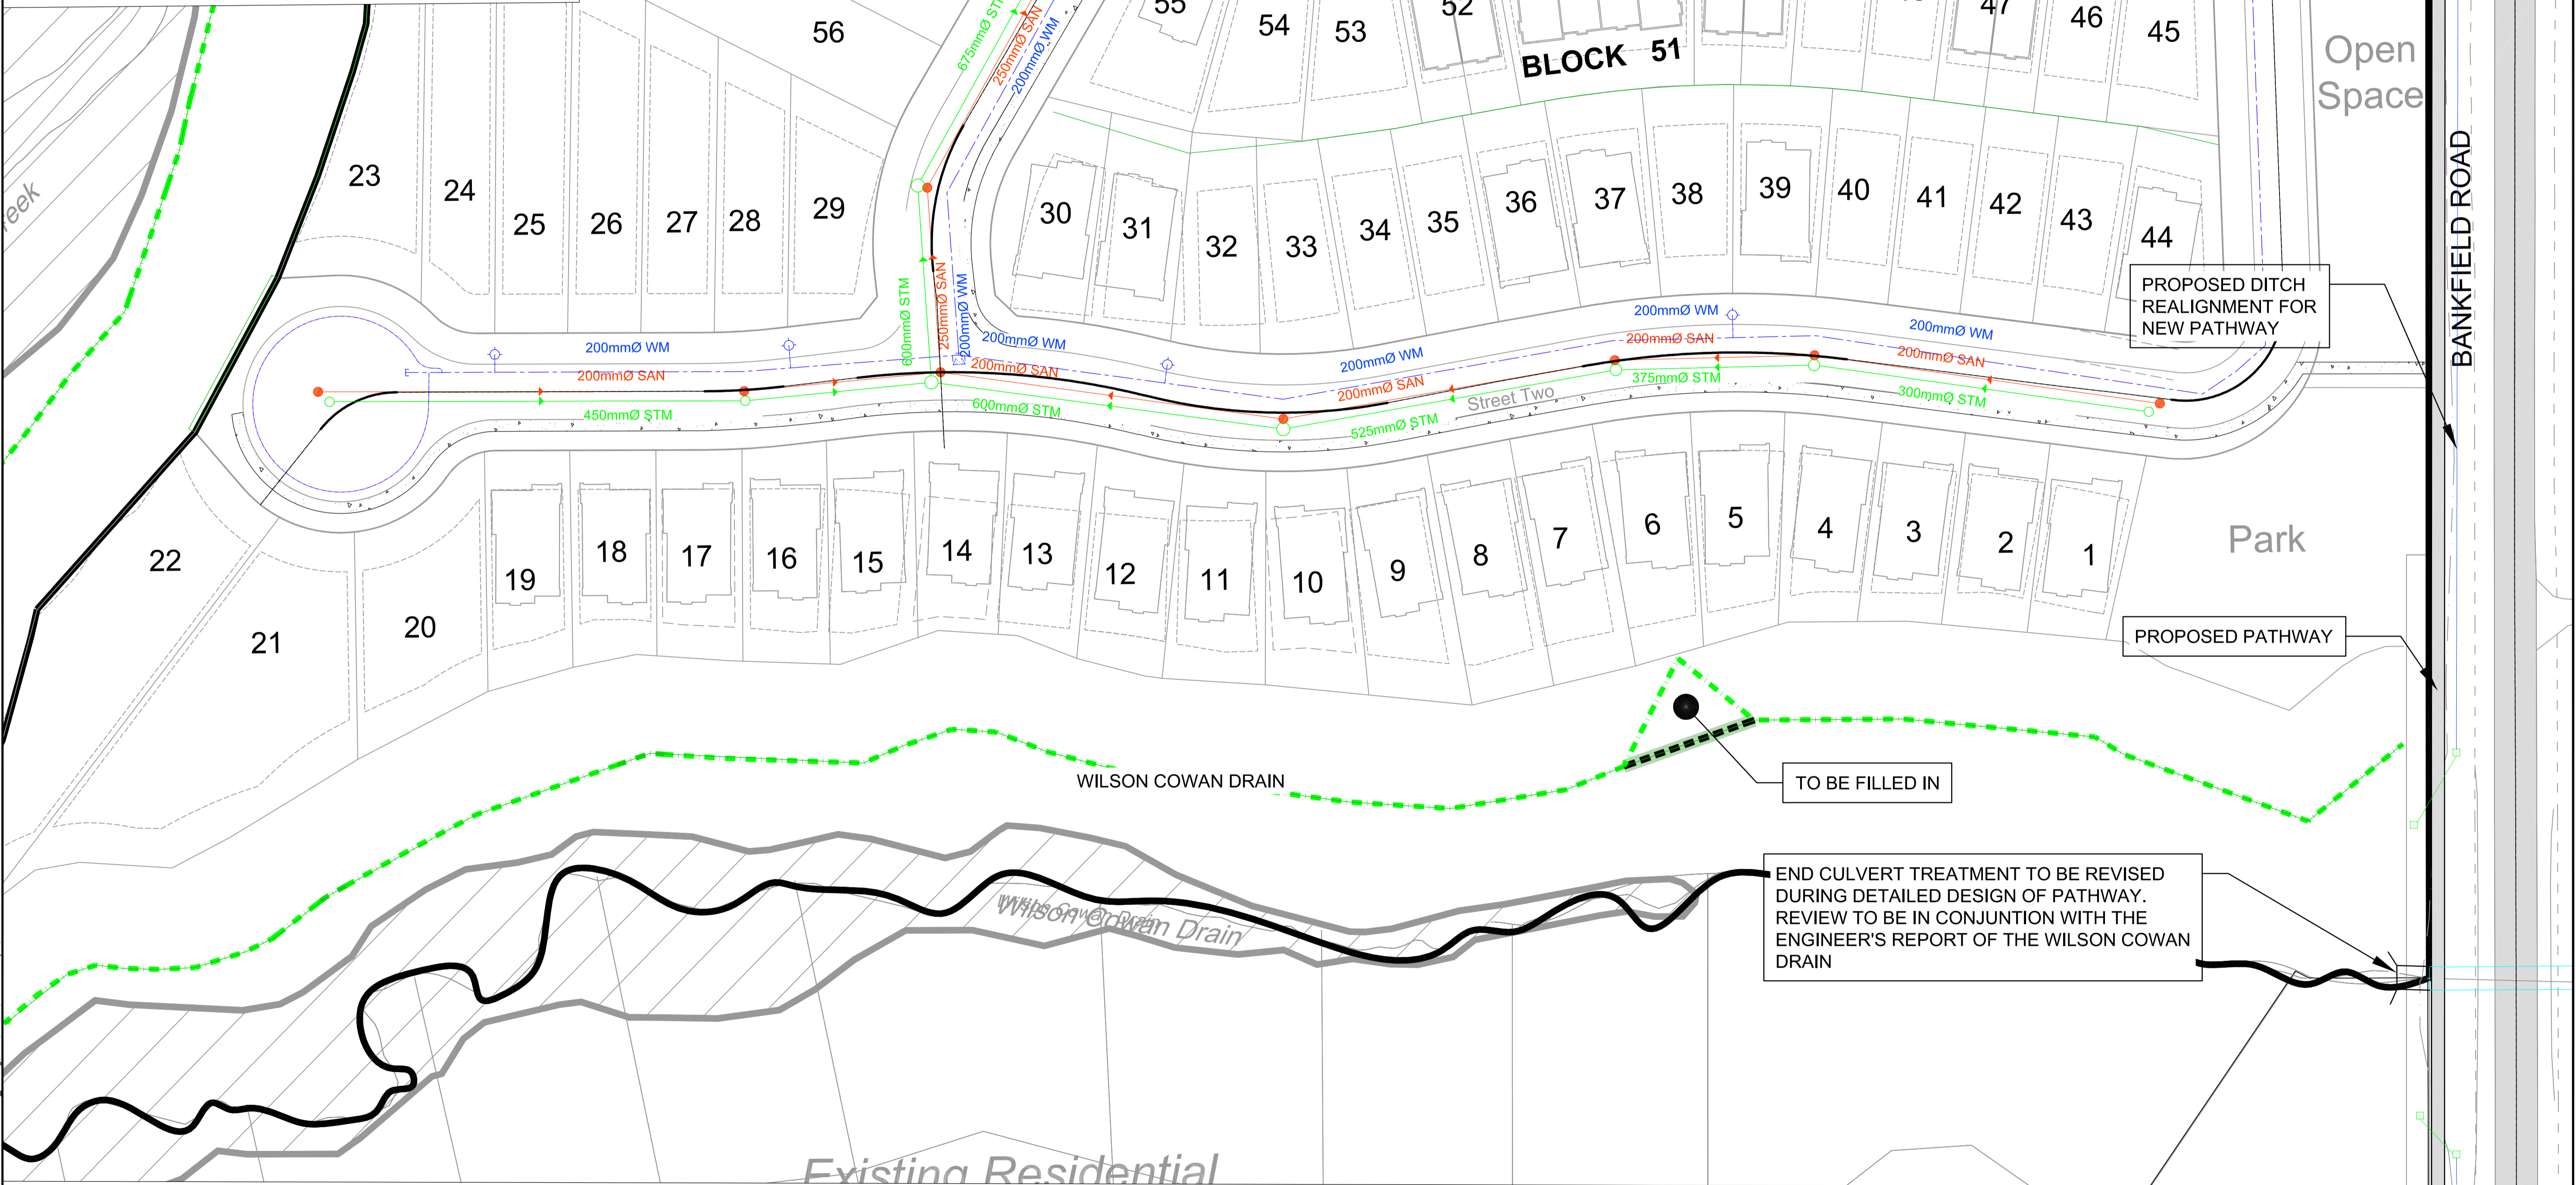 55
54
53
52
47
46
45
56
BLOCK 51
Open
Space
675mmØ STM
250mmØ SAN
200mmØ WM
BANKFIELD ROAD
23
24
25
26
27
28
29
30
31
32
33
34
35
36
37
38
39
40
41
42
43
44
PROPOSED DITCH
REALIGNMENT FOR
NEW PATHWAY
600mmØ STM
250mmØ SAN
200mmØ WM
200mmØ WM
200mmØ WM
200mmØ WM
200mmØ WM
200mmØ WM
200mmØ SAN
200mmØ SAN
200mmØ SAN
200mmØ SAN
200mmØ SAN
450mmØ STM
600mmØ STM
525mmØ STM
375mmØ STM
300mmØ STM
Street Two
22
21
20
19
18
17
16
15
14
13
12
11
10
9
8
7
6
5
4
3
2
1
Park
PROPOSED PATHWAY
WILSON COWAN DRAIN
TO BE FILLED IN
END CULVERT TREATMENT TO BE REVISED
DURING DETAILED DESIGN OF PATHWAY.
REVIEW TO BE IN CONJUNTION WITH THE
ENGINEER'S REPORT OF THE WILSON COWAN
DRAIN
Wilson Cowan Drain
Wilson Cowan Drain
Existing Residential